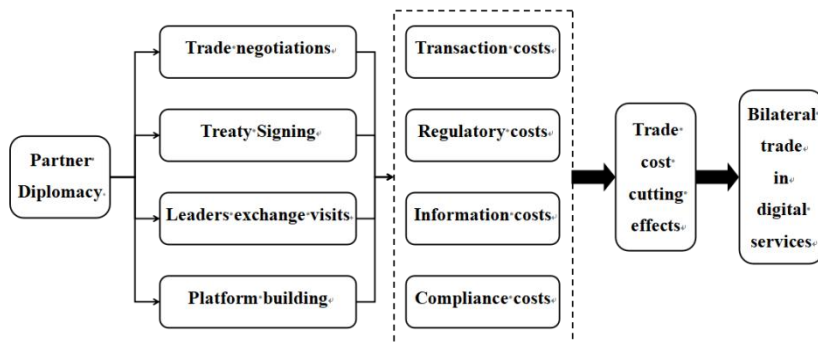 Partner
Diplomacy
Trade negotiations
Treaty Signing
Leaders exchange visits
Platform building
Transaction costs
Regulatory costs
Information costs
Compliance costs
Trade
cost
cutting
effects
Bilateral
trade
in
digital
services